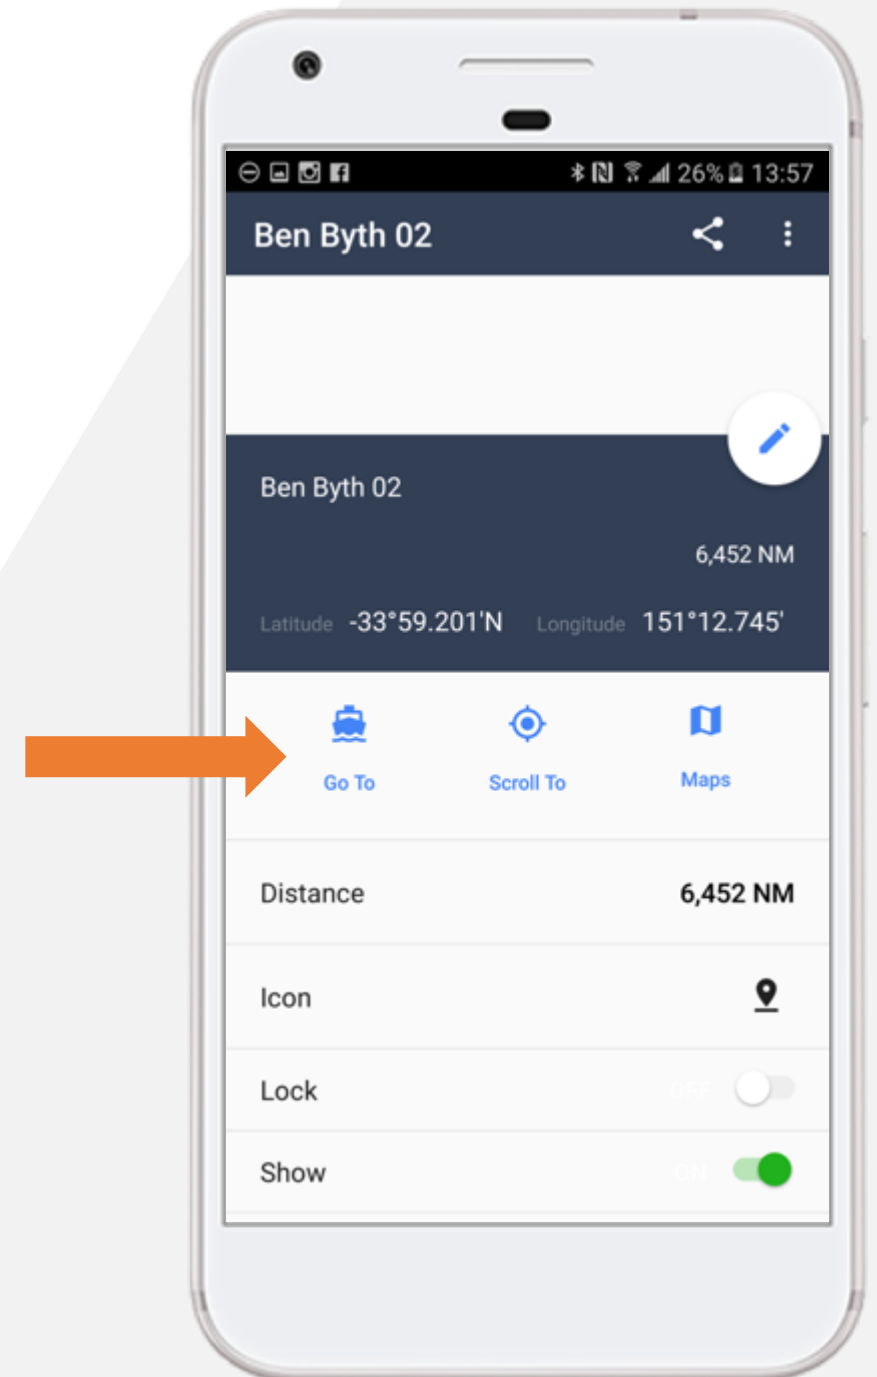 26% 13:57
Ben Byth 02
Ben Byth 02
6,452 NM
Latitude -33°59.201'N Longitude 151°12.745'
Go To Scroll To Maps
Distance 6,452 NM
Icon
Lock OFF
Show ON